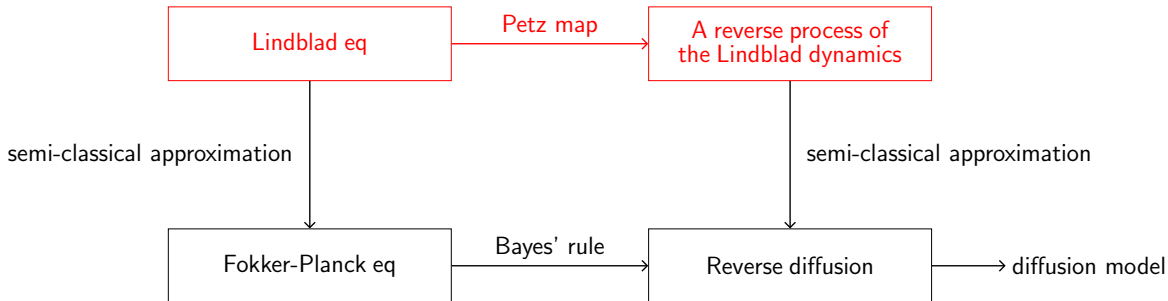 Lindblad eq
Petz map
A reverse process of
the Lindblad dynamics
semi-classical approximation
semi-classical approximation
Fokker-Planck eq
Bayes' rule
Reverse diffusion
diffusion model